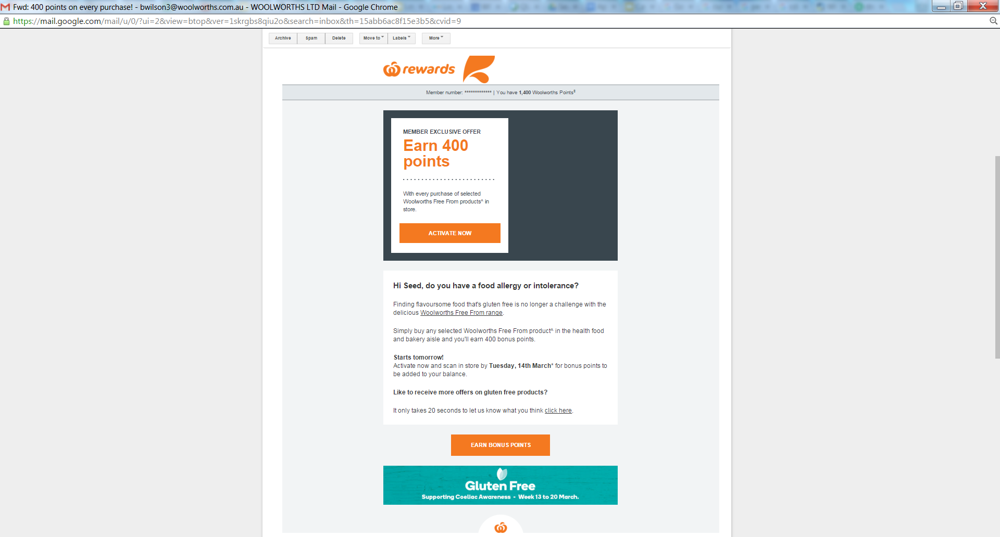 Fwd: 400 points on every purchase! - bwilson3@woolworths.com.au - WOOLWORTHS LTD Mail - Google Chrome
https://mail.google.com/mail/u/0/?ui=2&view=btop&ver=1skrgbs8qiu2o&search=inbox&th=15abb6ac8f15e3b5&cvid=9
Archive Spam Delete Move to Labels More
rewards
Member number: ************* | You have 1,400 Woolworths Points‡
MEMBER EXCLUSIVE OFFER
Earn 400
points
With every purchase of selected
Woolworths Free From products^ in
store.
ACTIVATE NOW
Hi Seed, do you have a food allergy or intolerance?
Finding flavoursome food that's gluten free is no longer a challenge with the
delicious Woolworths Free From range.
Simply buy any selected Woolworths Free From product^ in the health food
and bakery aisle and you'll earn 400 bonus points.
Starts tomorrow!
Activate now and scan in store by Tuesday, 14th March* for bonus points to
be added to your balance.
Like to receive more offers on gluten free products?
It only takes 20 seconds to let us know what you think click here.
EARN BONUS POINTS
Gluten Free
Supporting Coeliac Awareness - Week 13 to 20 March.